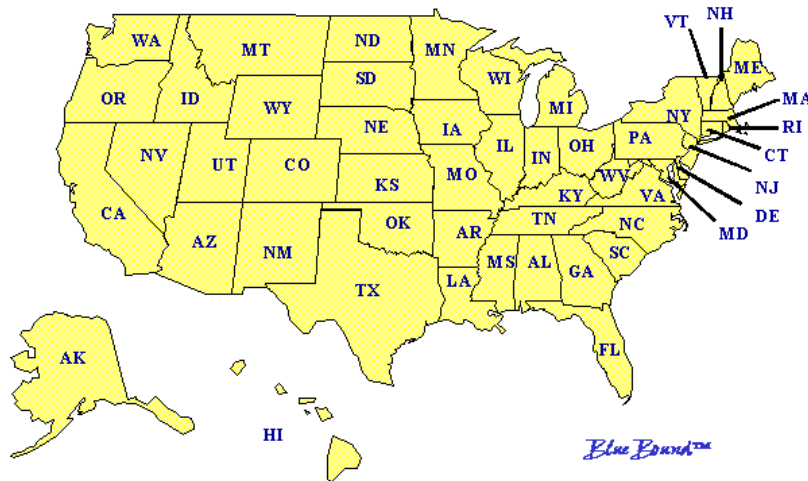 NH
VT
WA
MT
ND
MN
ME
OR
ID
SD
WI
MI
NY
MA
WY
RI
NE
IA
PA
CT
NV
UT
CO
IL
IN
OH
NJ
KS
MO
WV
VA
DE
CA
KY
MD
AZ
NM
OK
AR
TN
NC
SC
TX
LA
MS
AL
GA
FL
AK
HI
Blue Bound™